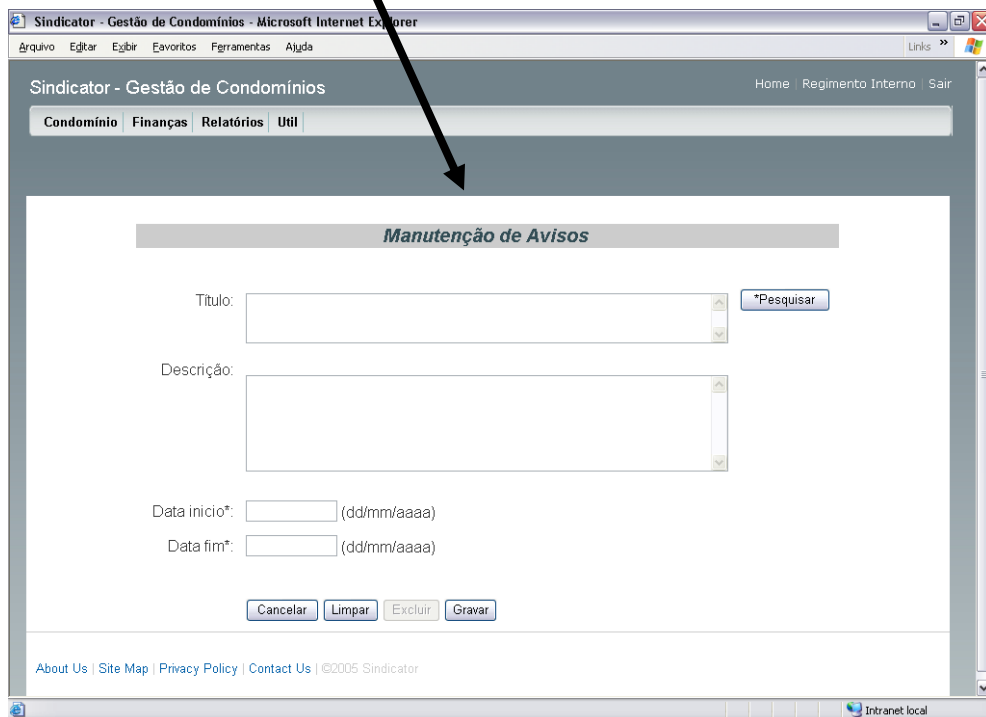 Sindicator - Gestão de Condomínios - Microsoft Internet Explorer
Arquivo Editar Exibir Favoritos Ferramentas Ajuda Links »
Sindicator - Gestão de Condomínios Home | Regimento Interno | Sair
Condomínio Finanças Relatórios Util
Manutenção de Avisos
Título: *Pesquisar
Descrição:
Data inicio*: (dd/mm/aaaa)
Data fim*: (dd/mm/aaaa)
Cancelar Limpar Excluir Gravar
About Us | Site Map | Privacy Policy | Contact Us | ©2005 Sindicator
Intranet local